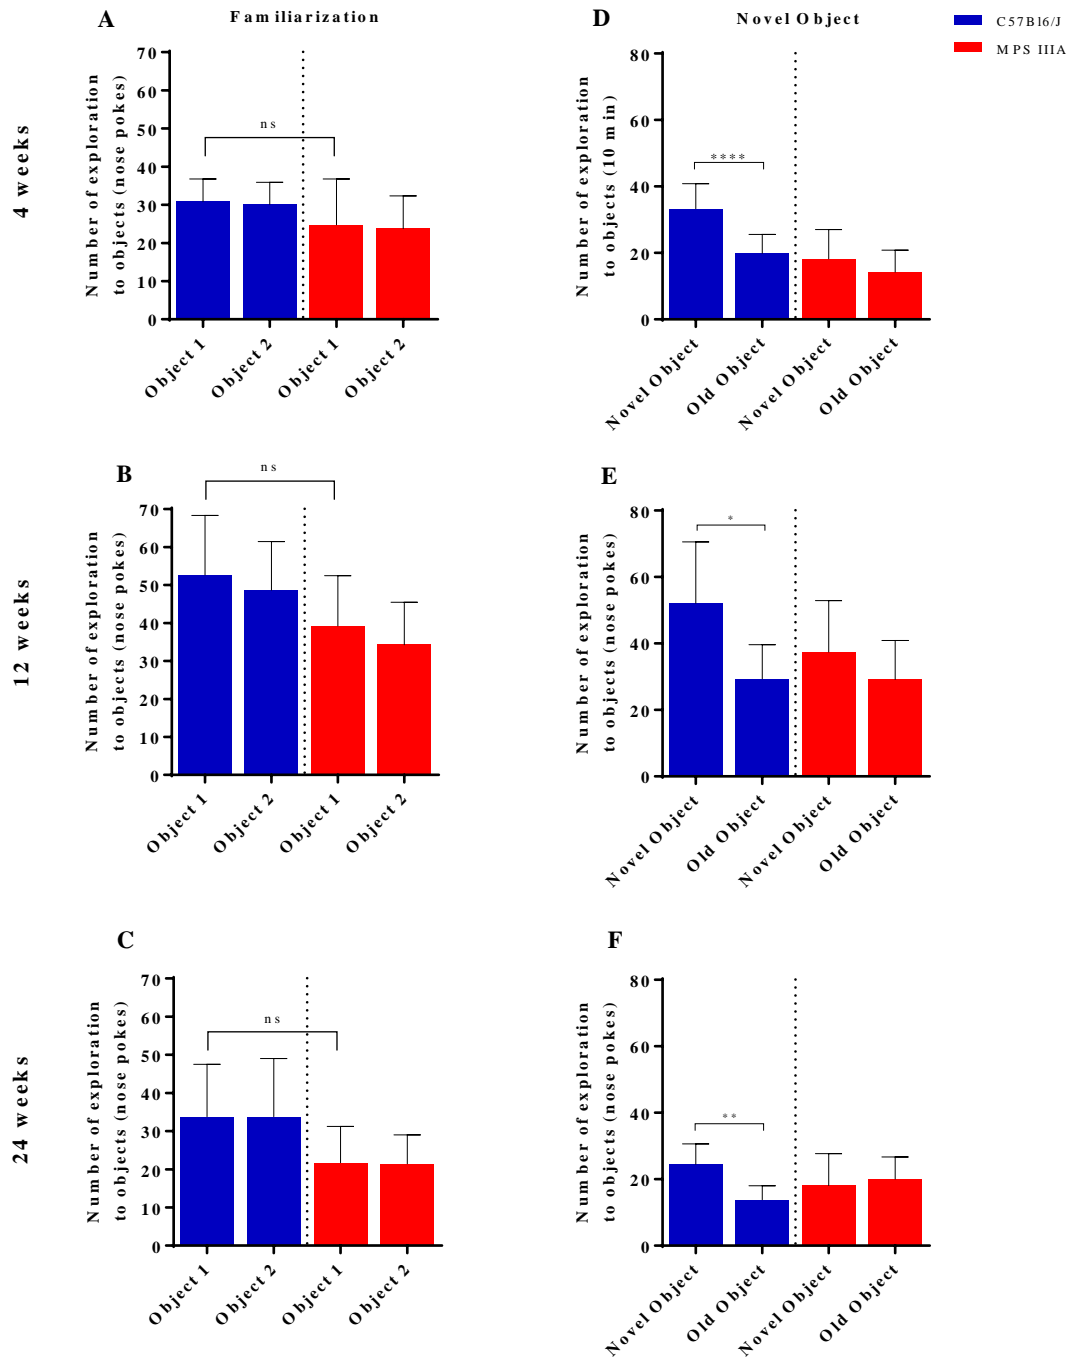 A
Familiarization
D
Novel Object
C57Bl6/J
MPS IIIA
4 weeks
Number of exploration
to objects (nose pokes)
70
60
50
40
30
20
10
0
ns
Object 1
Object 2
Object 1
Object 2
Number of exploration
to objects (10 min)
80
60
40
20
0
****
Novel Object
Old Object
Novel Object
Old Object
12 weeks
B
Number of exploration
to objects (nose pokes)
70
60
50
40
30
20
10
0
ns
Object 1
Object 2
Object 1
Object 2
E
Number of exploration
to objects (nose pokes)
80
60
40
20
0
*
Novel Object
Old Object
Novel Object
Old Object
24 weeks
C
Number of exploration
to objects (nose pokes)
70
60
50
40
30
20
10
0
ns
Object 1
Object 2
Object 1
Object 2
F
Number of exploration
to objects (nose pokes)
80
60
40
20
0
**
Novel Object
Old Object
Novel Object
Old Object